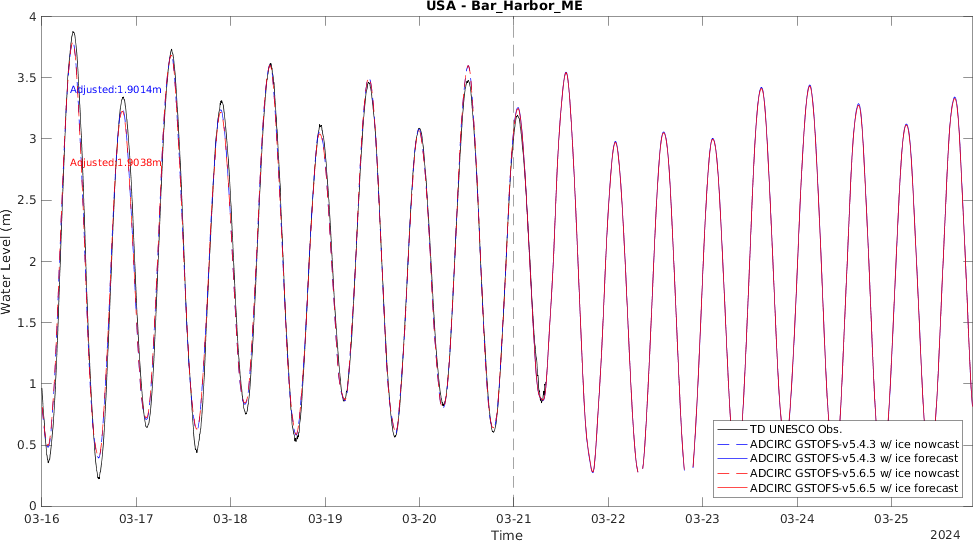 USA - Bar_Harbor_ME
4
3.5
3
2.5
2
1.5
1
0.5
0
Water Level (m)
Adjusted:1.9014m
Adjusted:1.9038m
TD UNESCO Obs.
ADCIRC GSTOFS-v5.4.3 w/ ice nowcast
ADCIRC GSTOFS-v5.4.3 w/ ice forecast
ADCIRC GSTOFS-v5.6.5 w/ ice nowcast
ADCIRC GSTOFS-v5.6.5 w/ ice forecast
03-16 03-17 03-18 03-19 03-20 03-21 03-22 03-23 03-24 03-25
Time
2024